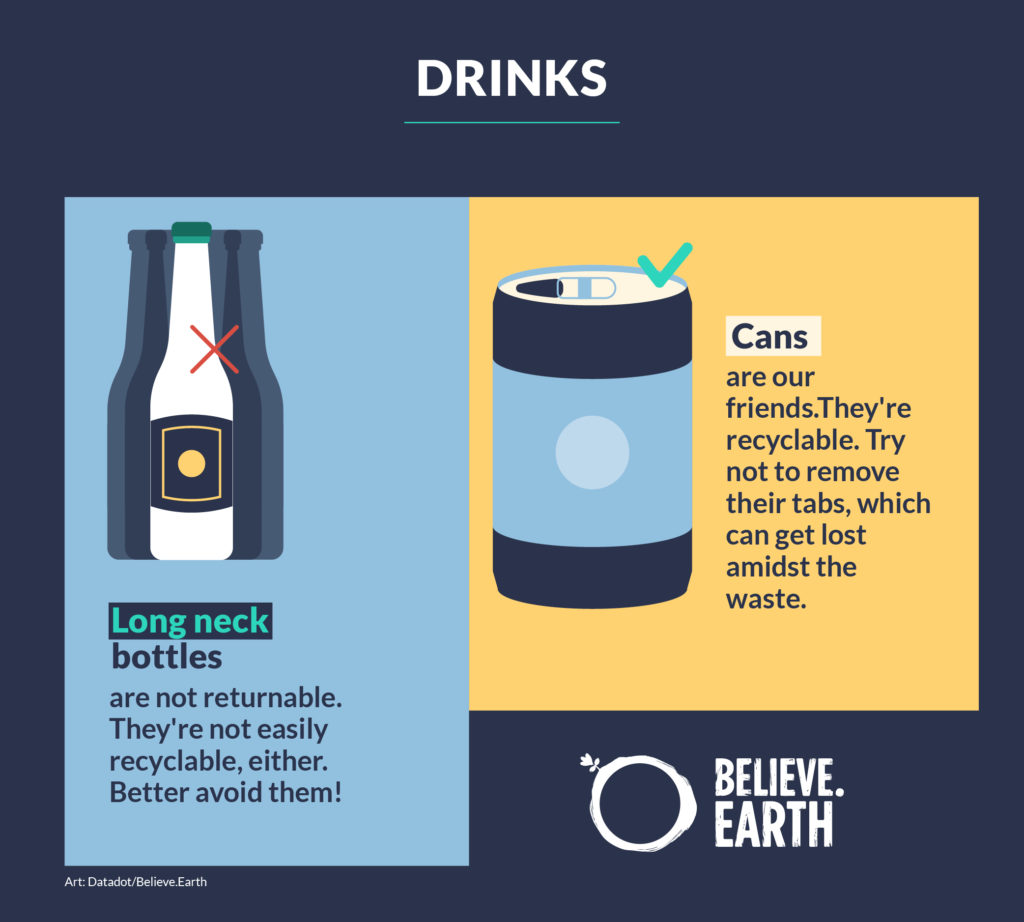 DRINKS
Long neck
bottles
are not returnable.
They're not easily
recyclable, either.
Better avoid them!
Cans
are our
friends.They're
recyclable. Try
not to remove
their tabs, which
can get lost
amidst the
waste.
BELIEVE.
EARTH
Art: Datadot/Believe.Earth